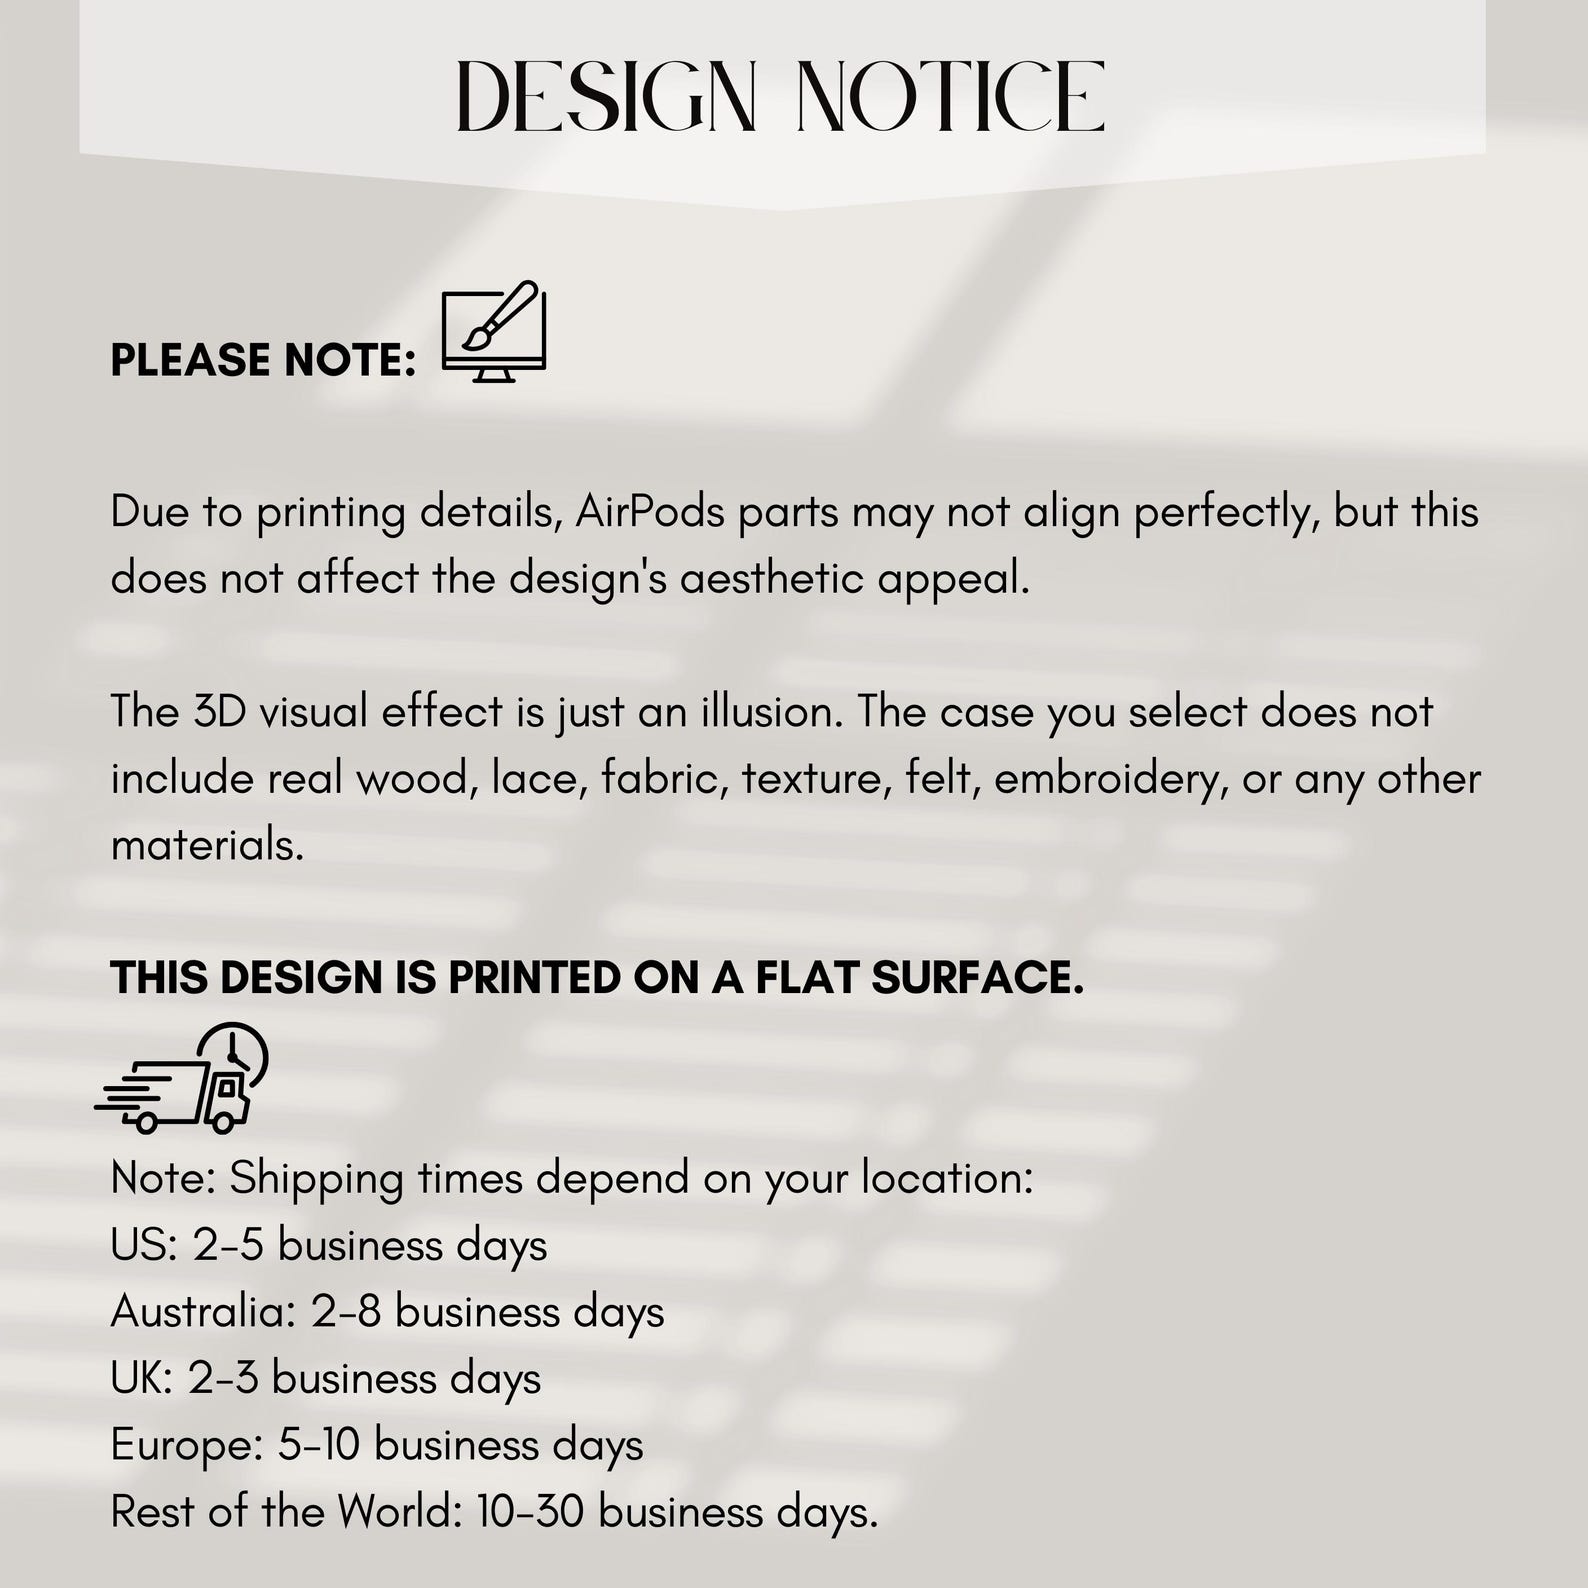 DESIGN NOTICE
PLEASE NOTE:
Due to printing details, AirPods parts may not align perfectly, but this
does not affect the design's aesthetic appeal.
The 3D visual effect is just an illusion. The case you select does not
include real wood, lace, fabric, texture, felt, embroidery, or any other
materials.
THIS DESIGN IS PRINTED ON A FLAT SURFACE.
Note: Shipping times depend on your location:
US: 2-5 business days
Australia: 2-8 business days
UK: 2-3 business days
Europe: 5-10 business days
Rest of the World: 10-30 business days.